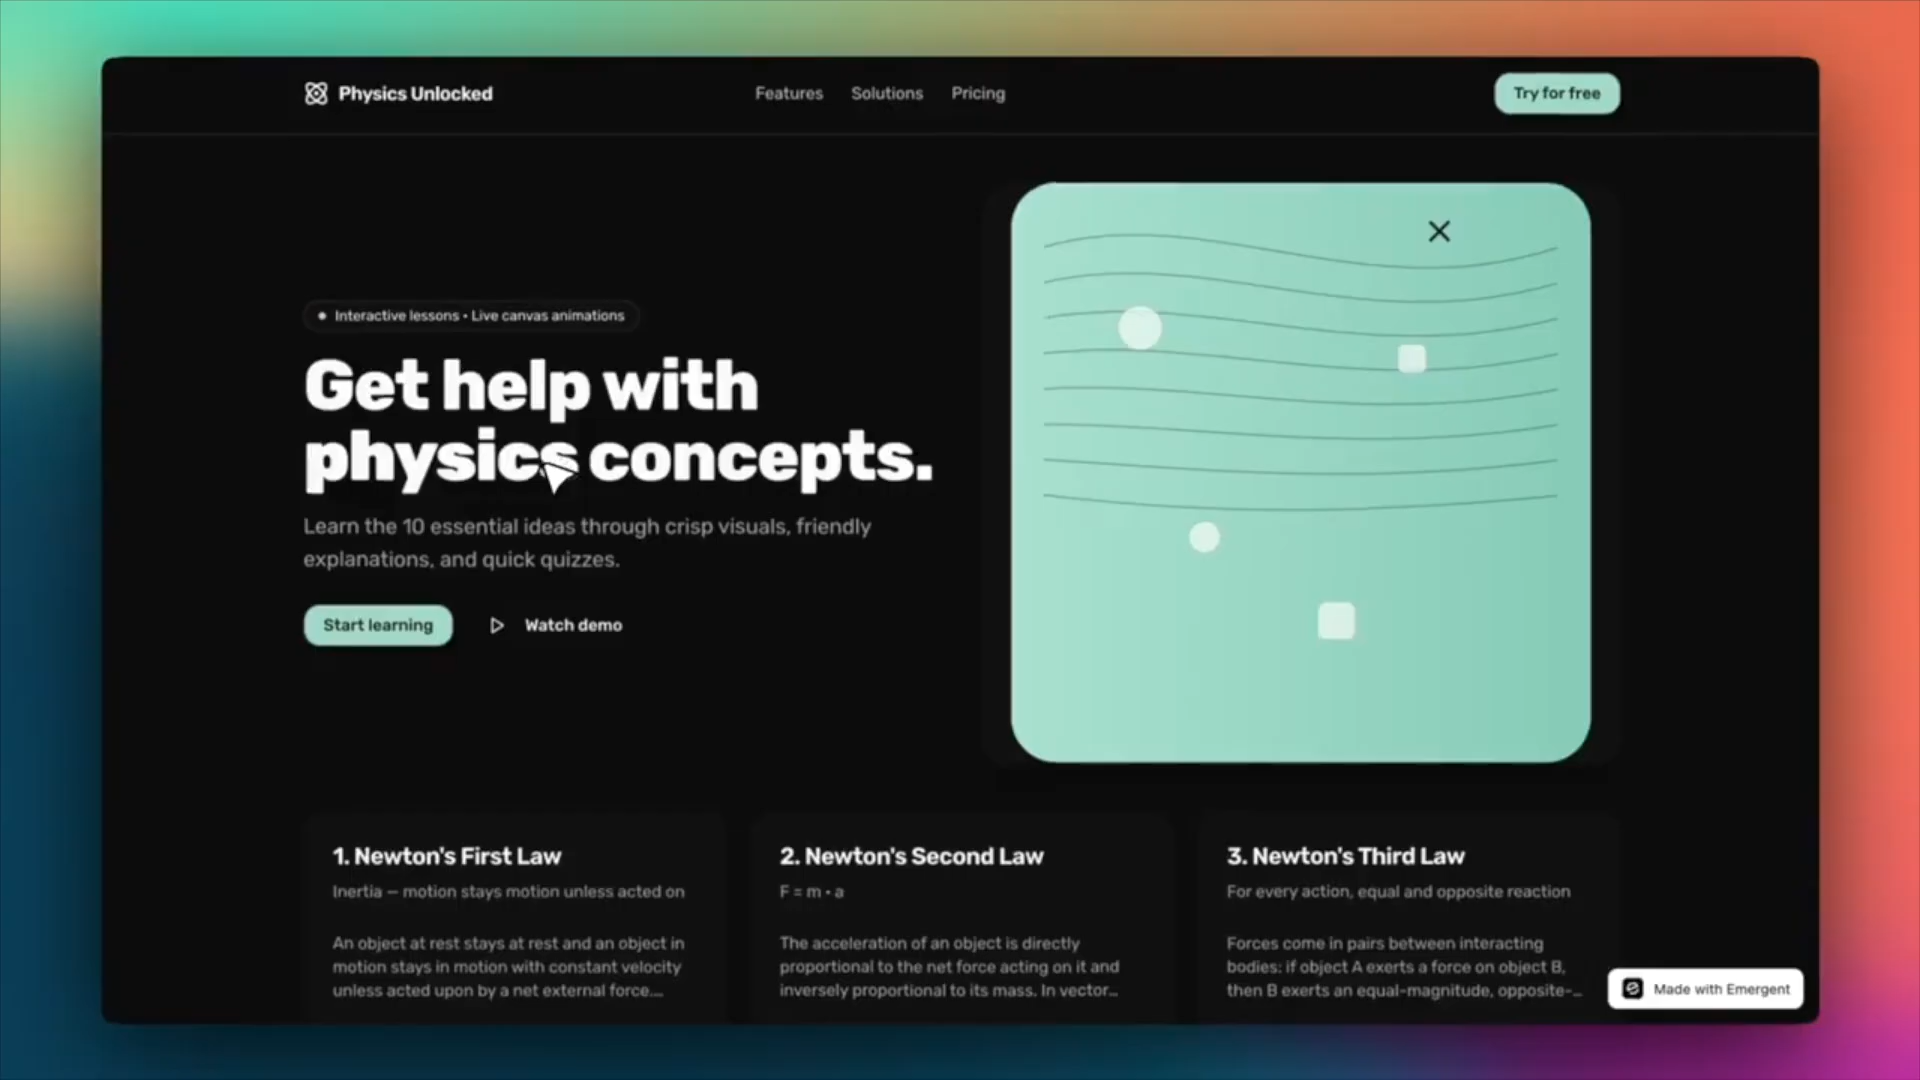 Physics Unlocked
Features
Solutions
Pricing
Try for free
Interactive lessons • Live canvas animations
Get help with
physics concepts.
Learn the 10 essential ideas through crisp visuals, friendly
explanations, and quick quizzes.
Start learning
Watch demo
1. Newton's First Law
Inertia — motion stays motion unless acted on
An object at rest stays at rest and an object in
motion stays in motion with constant velocity
unless acted upon by a net external force....
2. Newton's Second Law
F = m • a
The acceleration of an object is directly
proportional to the net force acting on it and
inversely proportional to its mass. In vector...
3. Newton's Third Law
For every action, equal and opposite reaction
Forces come in pairs between interacting
bodies: if object A exerts a force on object B,
then B exerts an equal-magnitude, opposite-...
Made with Emergent